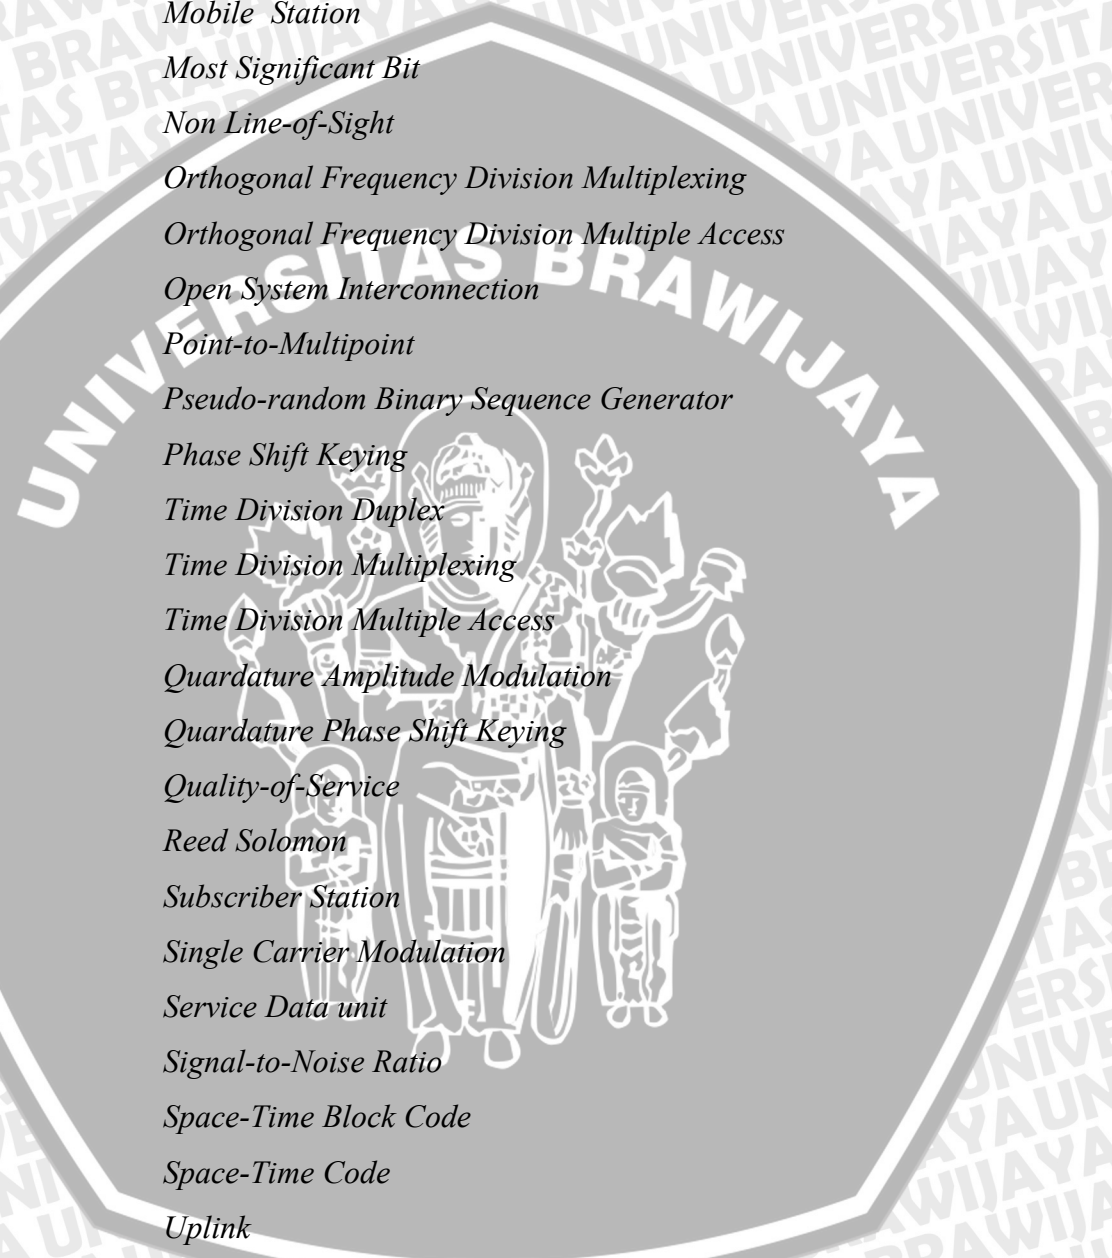 Mobile Station
Most Significant Bit
Non Line-of-Sight
Orthogonal Frequency Division Multiplexing
Orthogonal Frequency Division Multiple Access
Open System Interconnection
Point-to-Multipoint
Pseudo-random Binary Sequence Generator
Phase Shift Keying
Time Division Duplex
Time Division Multiplexing
Time Division Multiple Access
Quardature Amplitude Modulation
Quardature Phase Shift Keying
Quality-of-Service
Reed Solomon
Subscriber Station
Single Carrier Modulation
Service Data unit
Signal-to-Noise Ratio
Space-Time Block Code
Space-Time Code
Uplink
UNIVERSITAS BRAWIJAYA